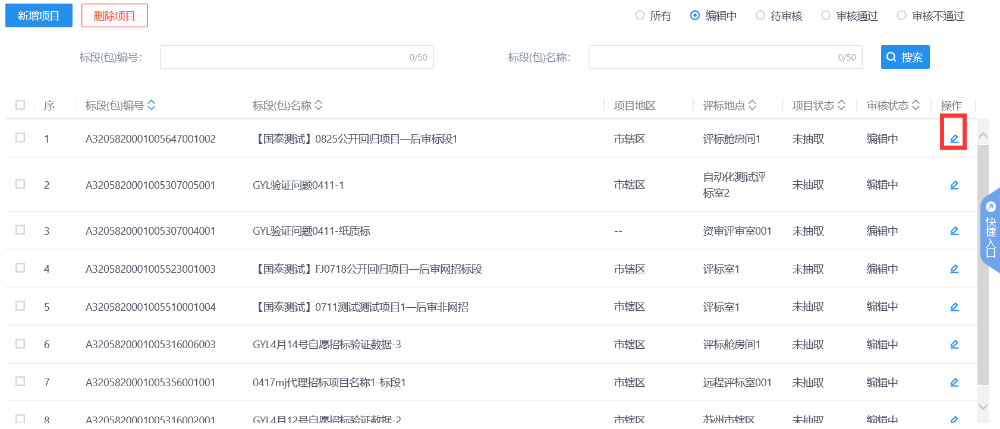 新增项目 删除项目 所有 编辑中 待审核 审核通过 审核不通过
标段(包)编号： 0/50 标段(包)名称： 0/50 搜索
序 标段(包)编号 标段(包)名称 项目地区 评标地点 项目状态 审核状态 操作
1 A3205820001005647001002 【国泰测试】0825公开回归项目—后审标段1 市辖区 评标舱房间1 未抽取 编辑中
2 A3205820001005307005001 GYL验证问题0411-1 市辖区 自动化测试评标室2 未抽取 编辑中
3 A3205820001005307004001 GYL验证问题0411-纸质标 -- 资审评审室001 未抽取 编辑中
4 A3205820001005523001003 【国泰测试】FJ0718公开回归项目—后审网招标段 市辖区 评标室1 未抽取 编辑中
5 A3205820001005510001004 【国泰测试】0711测试测试项目1—后审非网招 市辖区 评标室1 未抽取 编辑中
6 A3205820001005316006003 GYL4月14号自愿招标验证数据-3 市辖区 评标舱房间1 未抽取 编辑中
7 A3205820001005356001001 0417mj代理招标项目名称1-标段1 市辖区 远程评标室001 未抽取 编辑中
8 A3205820001005316002001 GYL4月12号自愿招标验证数据-2 市辖区 苏州市辖区 未抽取 编辑中
快捷入口